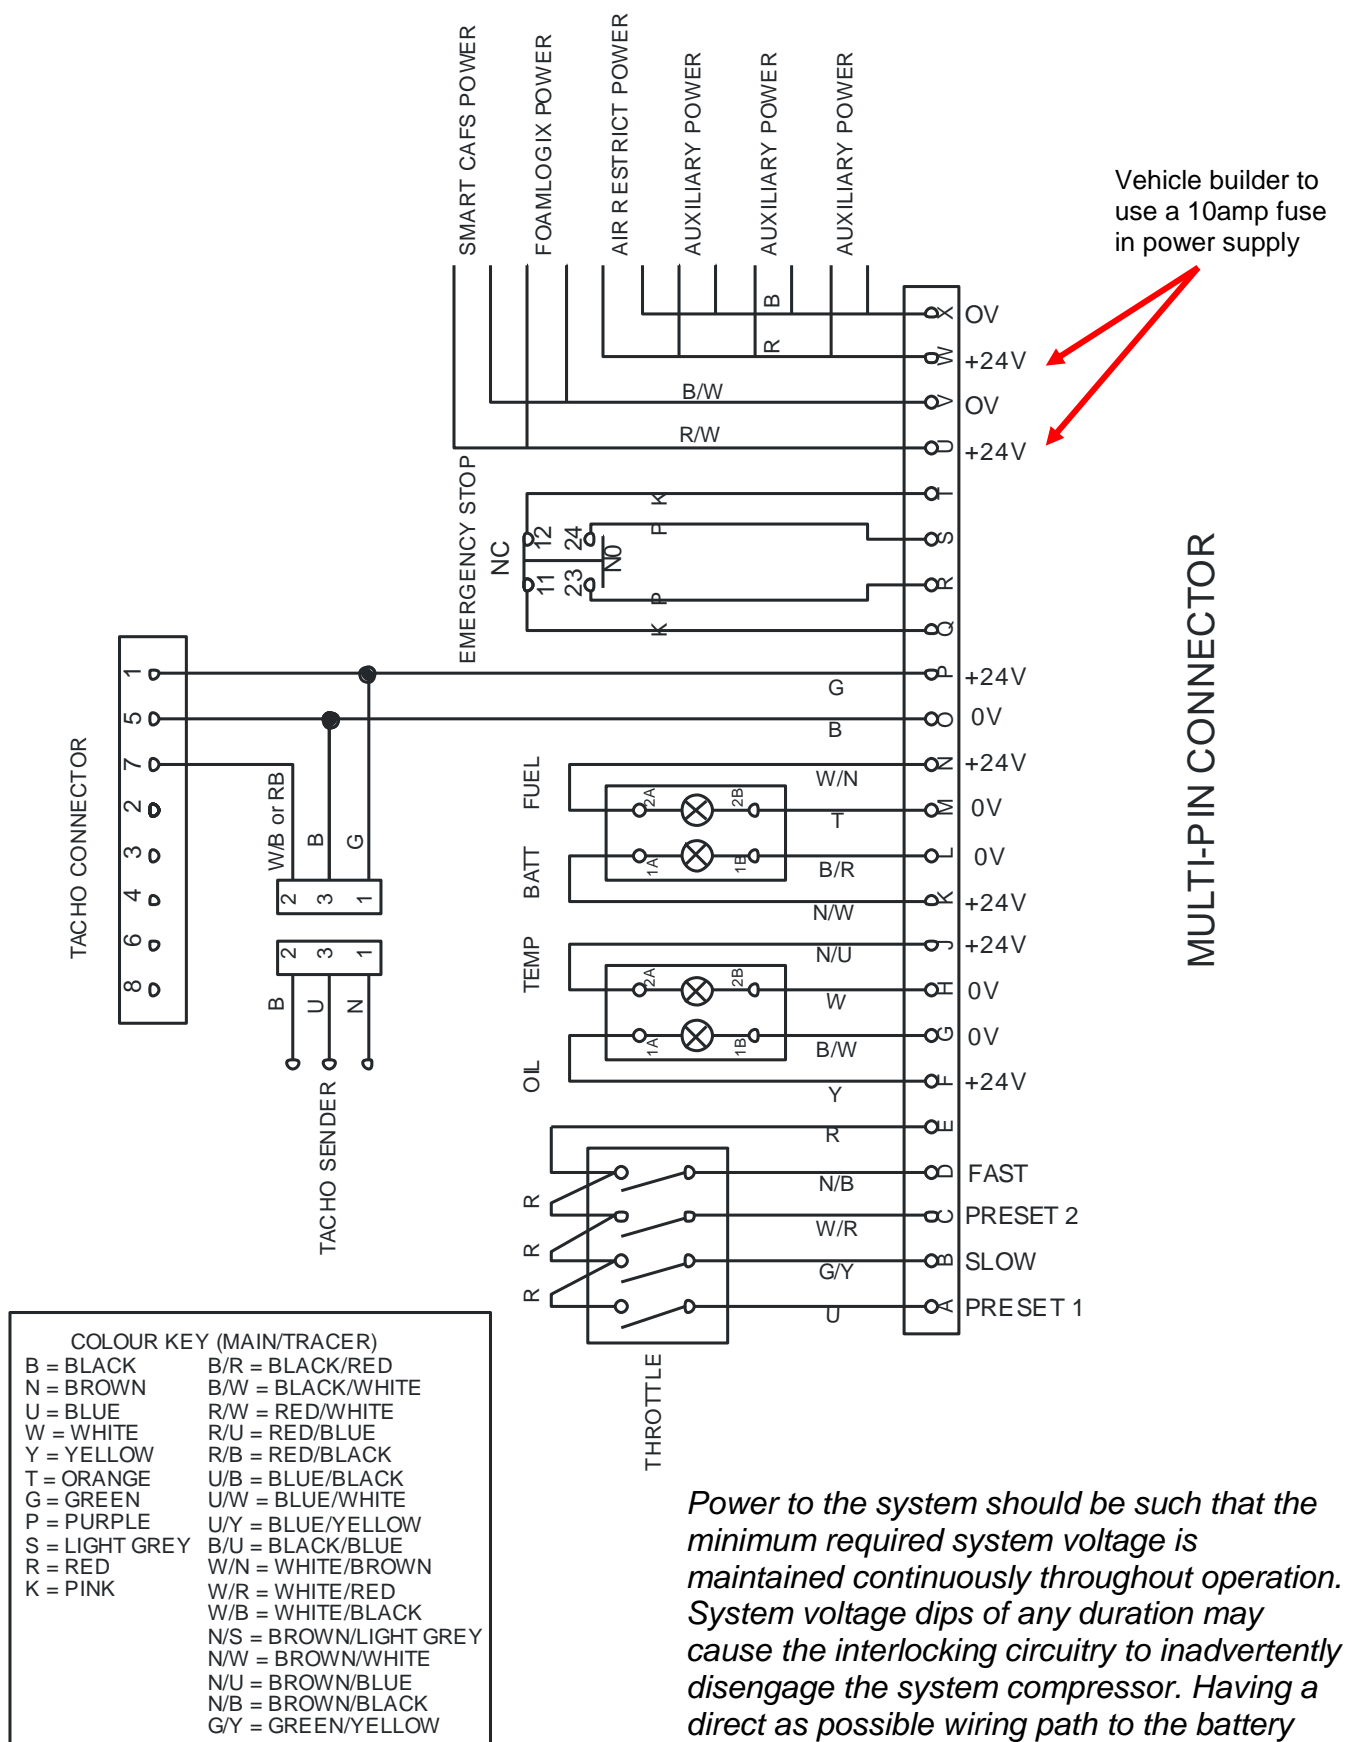 SMART CAFS POWER
FOAMLOGIX POWER
AIR RESTRICT POWER
AUXILIARY POWER
AUXILIARY POWER
AUXILIARY POWER
Vehicle builder to
use a 10amp fuse
in power supply
B
R
B/W
R/W
X 0V
W +24V
V 0V
U +24V
T
S
R
Q
P +24V
O 0V
N +24V
M 0V
L 0V
K +24V
J +24V
H 0V
G 0V
F +24V
E
D FAST
C PRESET 2
B SLOW
A PRESET 1
MULTI-PIN CONNECTOR
EMERGENCY STOP
NC
12
11
24
23
N0
K
P
P
K
G
B
TACHO CONNECTOR
1
5
7
2
3
4
6
8
W/B or RB
B
G
2 3 1
2 3 1
B
U
N
TACHO SENDER
FUEL
BATT
2A
2B
1A
1B
W/N
T
B/R
N/W
TEMP
OIL
2A
2B
1A
1B
N/U
W
B/W
Y
R
N/B
W/R
G/Y
U
R
R
R
THROTTLE
COLOUR KEY (MAIN/TRACER)
B = BLACK
N = BROWN
U = BLUE
W = WHITE
Y = YELLOW
T = ORANGE
G = GREEN
P = PURPLE
S = LIGHT GREY
R = RED
K = PINK
B/R = BLACK/RED
B/W = BLACK/WHITE
R/W = RED/WHITE
R/U = RED/BLUE
R/B = RED/BLACK
U/B = BLUE/BLACK
U/W = BLUE/WHITE
U/Y = BLUE/YELLOW
B/U = BLACK/BLUE
W/N = WHITE/BROWN
W/R = WHITE/RED
W/B = WHITE/BLACK
N/S = BROWN/LIGHT GREY
N/W = BROWN/WHITE
N/U = BROWN/BLUE
N/B = BROWN/BLACK
G/Y = GREEN/YELLOW
Power to the system should be such that the
minimum required system voltage is
maintained continuously throughout operation.
System voltage dips of any duration may
cause the interlocking circuitry to inadvertently
disengage the system compressor. Having a
direct as possible wiring path to the battery